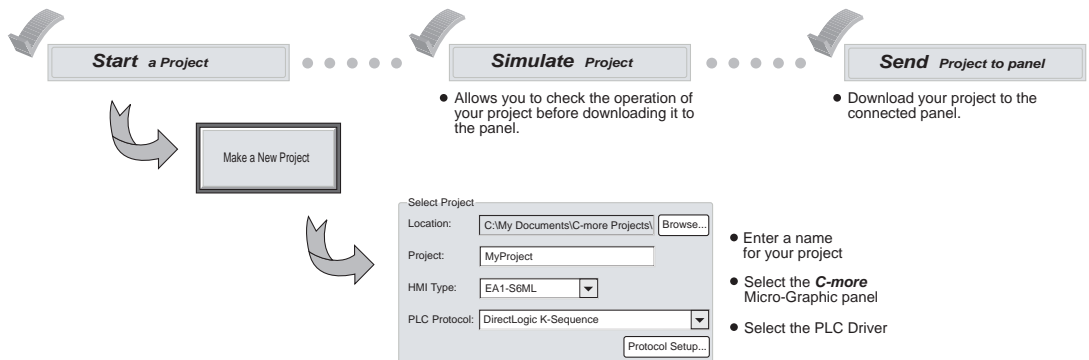 Start a Project
Simulate Project
Send Project to panel
Allows you to check the operation of
your project before downloading it to
the panel.
Download your project to the
connected panel.
Make a New Project
Select Project
Location: C:\My Documents\C-more Projects\ Browse...
Project: MyProject
HMI Type: EA1-S6ML
PLC Protocol: DirectLogic K-Sequence
Protocol Setup...
Enter a name
for your project
Select the C-more
Micro-Graphic panel
Select the PLC Driver